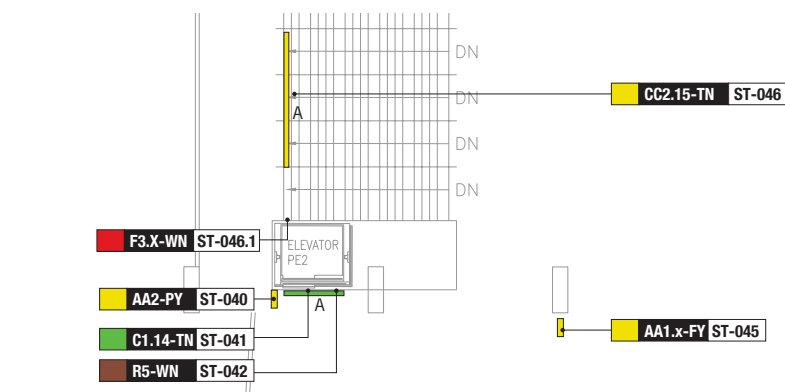 DN
CC2.15-TN ST-046
DN
A
DN
DN
F3.X-WN ST-046.1
ELEVATOR
PE2
AA2-PY ST-040
A
AA1.x-FY ST-045
C1.14-TN ST-041
R5-WN ST-042